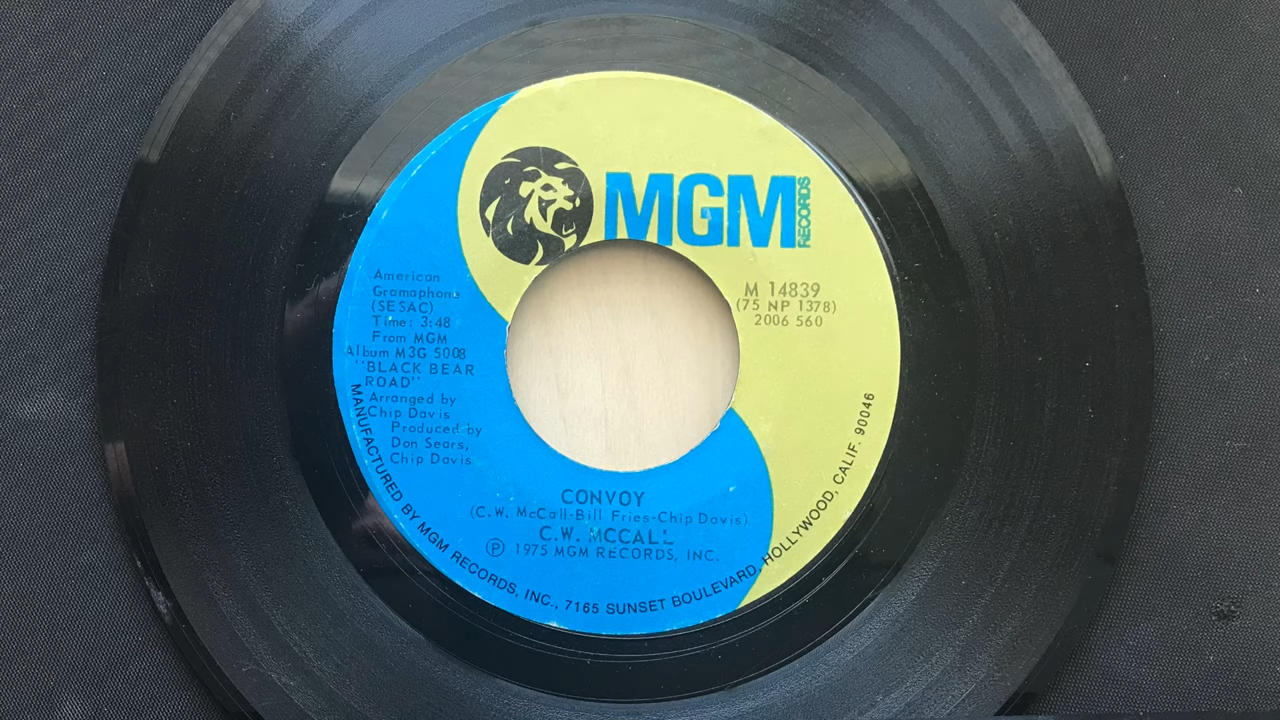 MGM RECORDS
M 14839
(75 NP 1378)
2006 560
American
Gramaphone
(SESAC)
Time: 3:48
From MGM
Album M3G 5008
"BLACK BEAR
ROAD"
Arranged by
Chip Davis
Produced by
Don Sears,
Chip Davis
CONVOY
(C.W. McCall-Bill Fries-Chip Davis)
C.W. MCCALL
Ⓟ 1975 MGM RECORDS, INC.
MANUFACTURED BY MGM RECORDS, INC., 7165 SUNSET BOULEVARD, HOLLYWOOD, CALIF. 90046